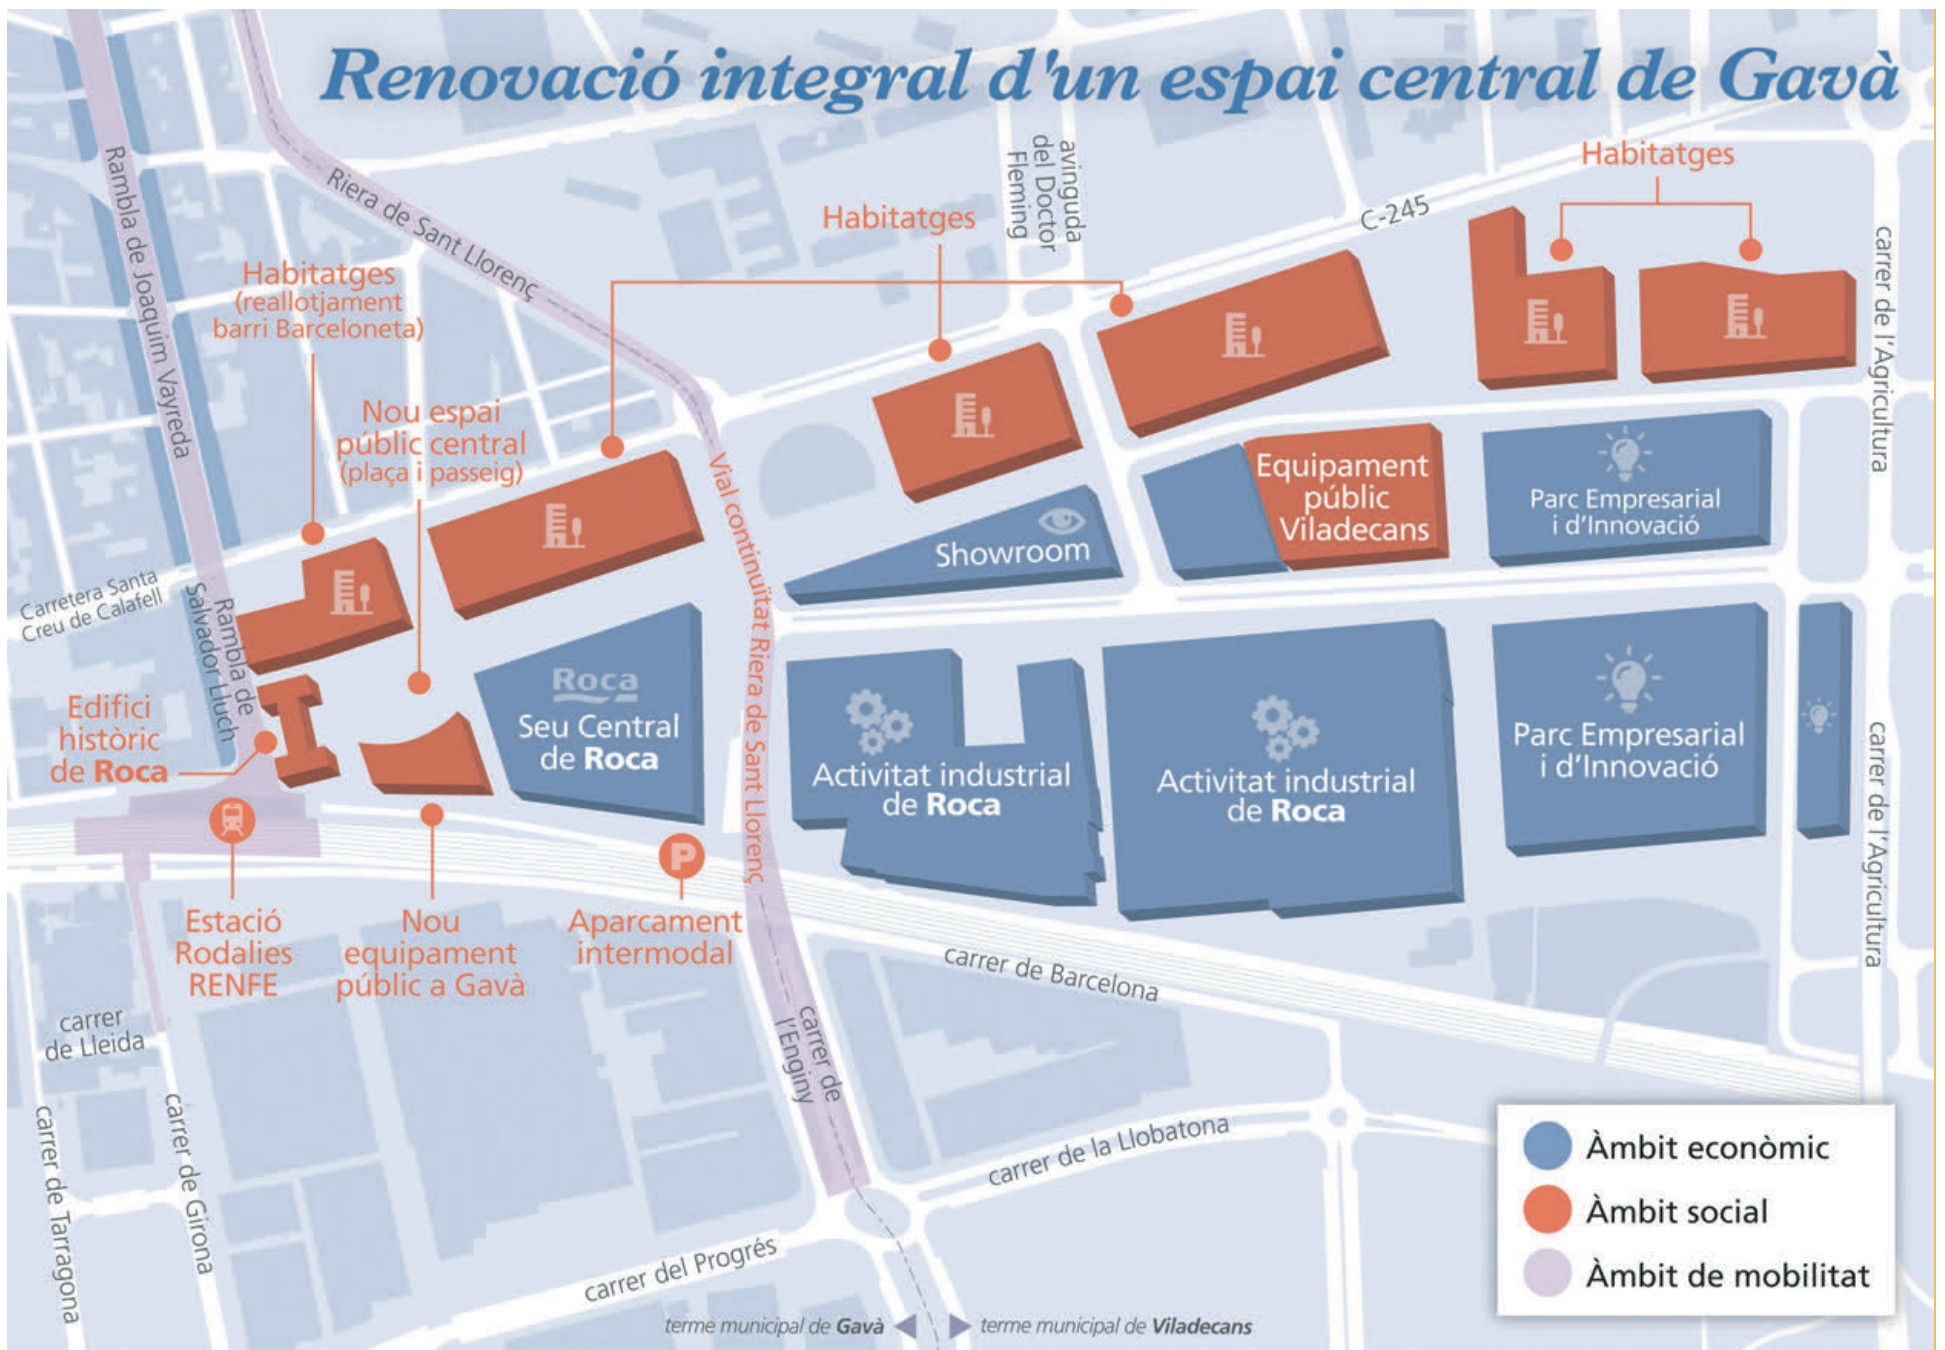 Renovació integral d'un espai central de Gavà
Rambla de Joaquim Vayreda
Riera de Sant Llorenç
avinguda
del Doctor
Fleming
C-245
Habitatges
carrer de l'Agricultura
Habitatges
Habitatges
(reallotjament
barri Barceloneta)
Nou espai
públic central
(plaça i passeig)
Vial continuïtat Riera de Sant Llorenç
Equipament
públic
Viladecans
Parc Empresarial
i d'Innovació
Showroom
Carretera Santa
Creu de Calafell
Rambla de
Salvador Lluch
Edifici
històric
de Roca
Roca
Seu Central
de Roca
Activitat industrial
de Roca
Activitat industrial
de Roca
Parc Empresarial
i d'Innovació
carrer de l'Agricultura
P
Estació
Rodalies
RENFE
Nou
equipament
públic a Gavà
Aparcament
intermodal
carrer de Barcelona
carrer
de Lleida
carrer de
l'Enginy
carrer de Tarragona
carrer de Girona
carrer de la Llobatona
carrer del Progrés
terme municipal de Gavà
terme municipal de Viladecans
Àmbit econòmic
Àmbit social
Àmbit de mobilitat